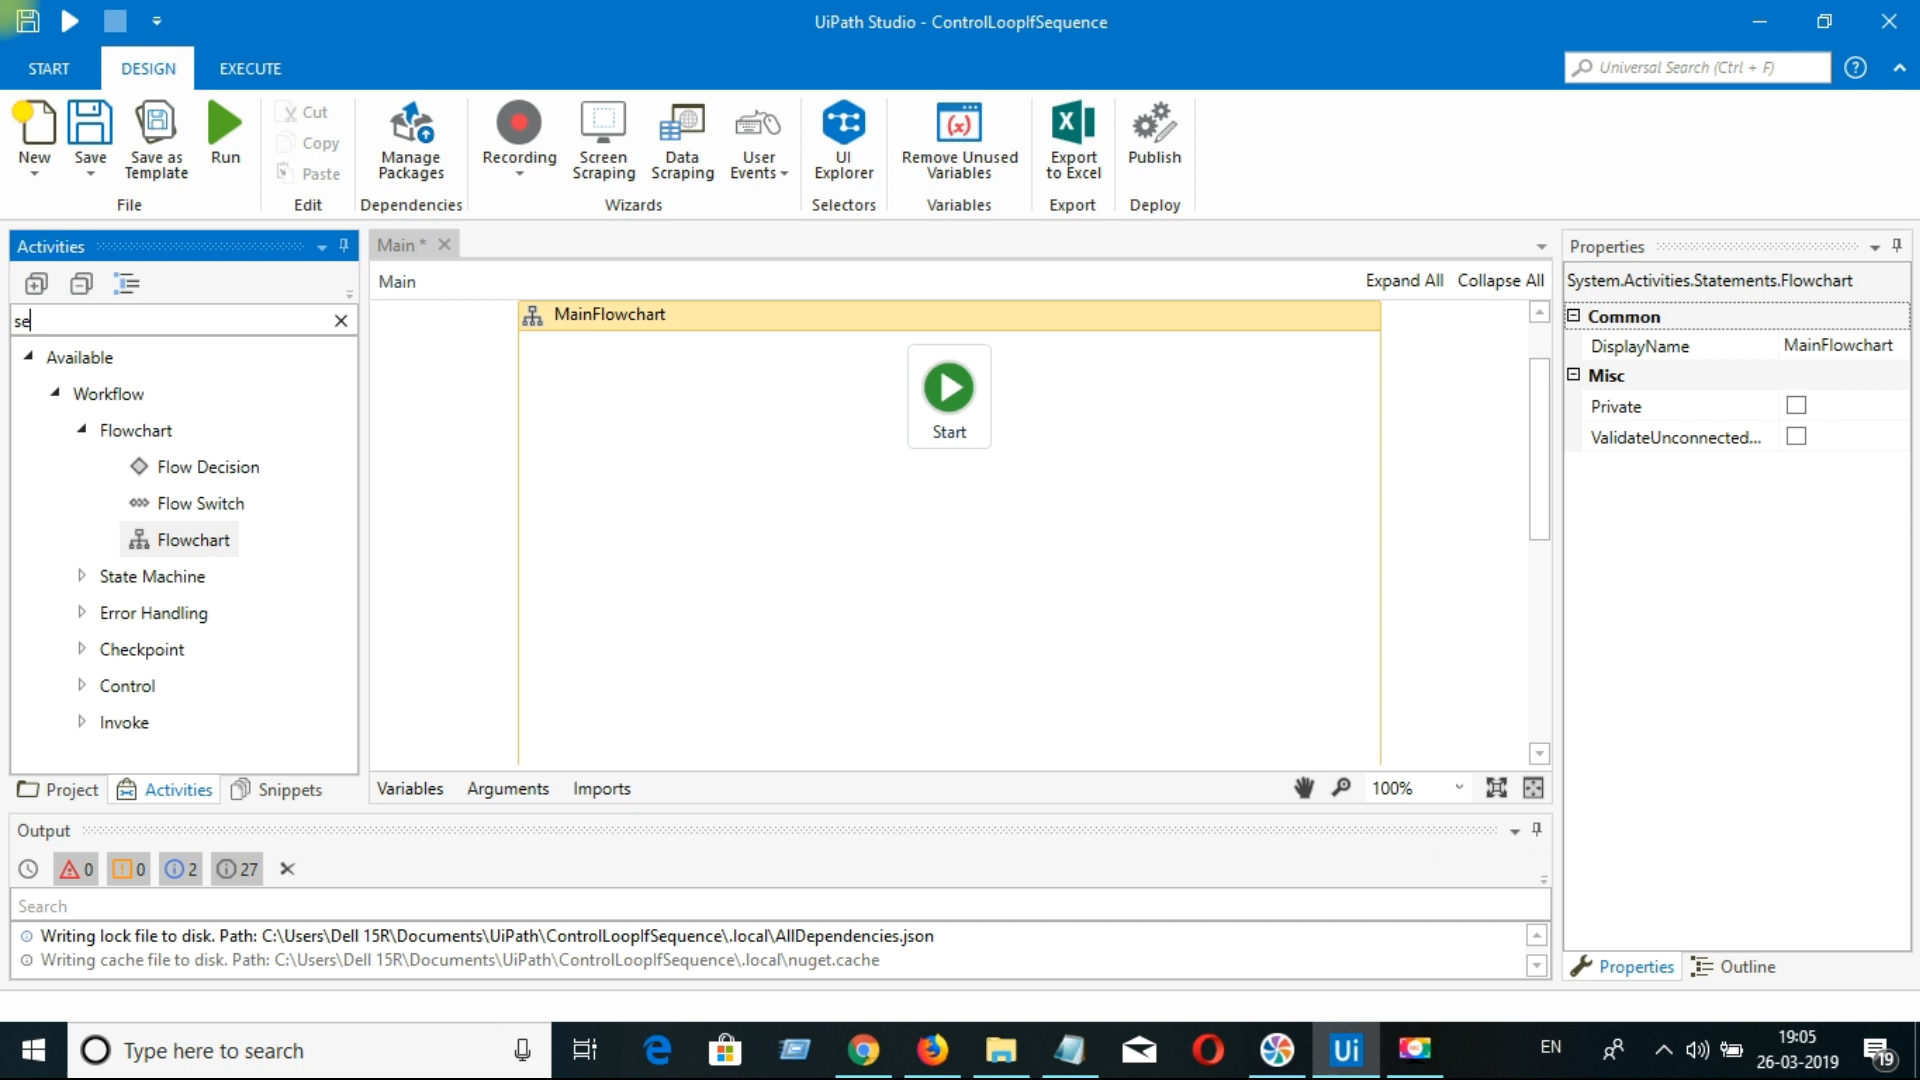 UiPath Studio - ControlLoopIfSequence
START DESIGN EXECUTE
Universal Search (Ctrl + F)
New Save Save as Template Run
File
Cut
Copy
Paste
Edit
Manage Packages
Dependencies
Recording Screen Scraping Data Scraping User Events
Wizards
UI Explorer
Selectors
Remove Unused Variables
Variables
Export to Excel
Export
Publish
Deploy
Activities
se
Available
Workflow
Flowchart
Flow Decision
Flow Switch
Flowchart
State Machine
Error Handling
Checkpoint
Control
Invoke
Project Activities Snippets
Main *
Main Expand All Collapse All
MainFlowchart
Start
Variables Arguments Imports 100%
Properties
System.Activities.Statements.Flowchart
Common
DisplayName MainFlowchart
Misc
Private
ValidateUnconnected...
Properties Outline
Output
0 0 2 27
Search
Writing lock file to disk. Path: C:\Users\Dell 15R\Documents\UiPath\ControlLoopIfSequence\.local\AllDependencies.json
Writing cache file to disk. Path: C:\Users\Dell 15R\Documents\UiPath\ControlLoopIfSequence\.local\nuget.cache
Type here to search
Ui
EN
19:05
26-03-2019
19